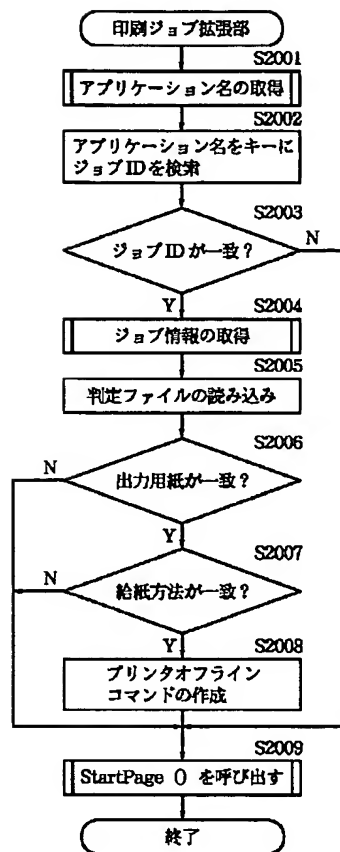 印刷ジョブ拡張部
S2001
アプリケーション名の取得
S2002
アプリケーション名をキーに
ジョブIDを検索
S2003
ジョブIDが一致？
N
Y
S2004
ジョブ情報の取得
S2005
判定ファイルの読み込み
S2006
N
出力用紙が一致？
Y
S2007
N
給紙方法が一致？
Y
S2008
プリンタオフライン
コマンドの作成
S2009
StartPage () を呼び出す
終了